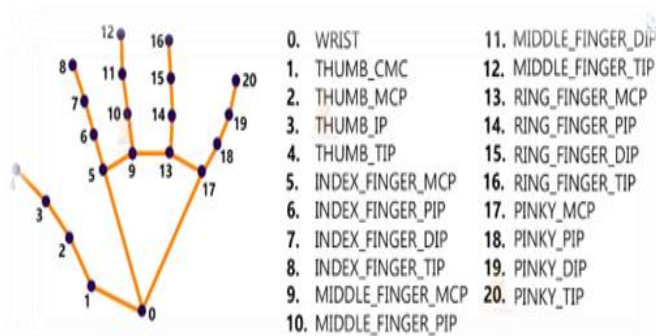 12
16
8
11
15
20
7
10
14
19
6
18
4
5
9
13
17
3
2
1
0
0. WRIST
1. THUMB_CMC
2. THUMB_MCP
3. THUMB_IP
4. THUMB_TIP
5. INDEX_FINGER_MCP
6. INDEX_FINGER_PIP
7. INDEX_FINGER_DIP
8. INDEX_FINGER_TIP
9. MIDDLE_FINGER_MCP
10. MIDDLE_FINGER_PIP
11. MIDDLE_FINGER_DIP
12. MIDDLE_FINGER_TIP
13. RING_FINGER_MCP
14. RING_FINGER_PIP
15. RING_FINGER_DIP
16. RING_FINGER_TIP
17. PINKY_MCP
18. PINKY_PIP
19. PINKY_DIP
20. PINKY_TIP